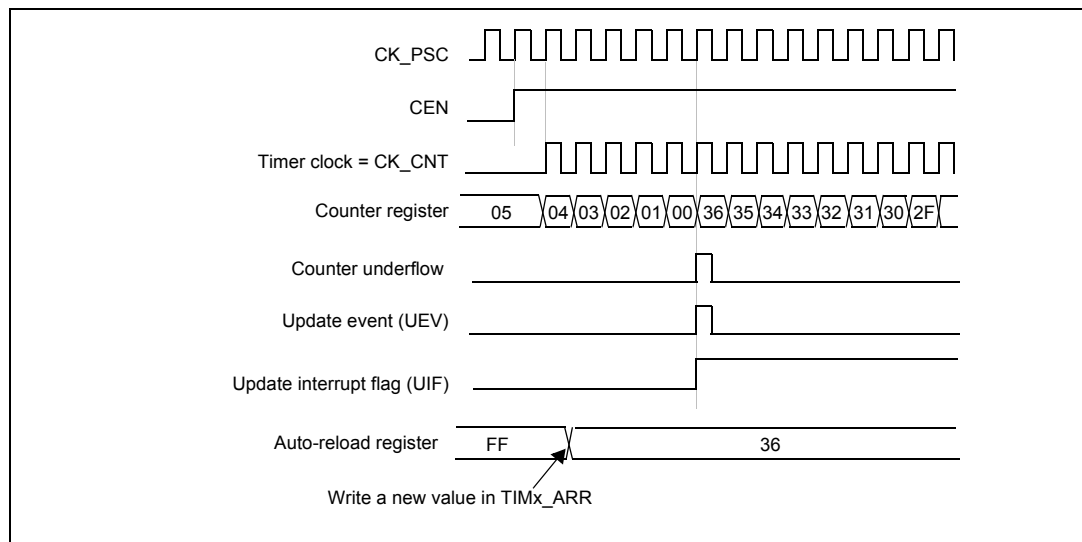 CK_PSC
CEN
Timer clock = CK_CNT
Counter register 05 04 03 02 01 00 36 35 34 33 32 31 30 2F
Counter underflow
Update event (UEV)
Update interrupt flag (UIF)
Auto-reload register FF 36
Write a new value in TIMx_ARR